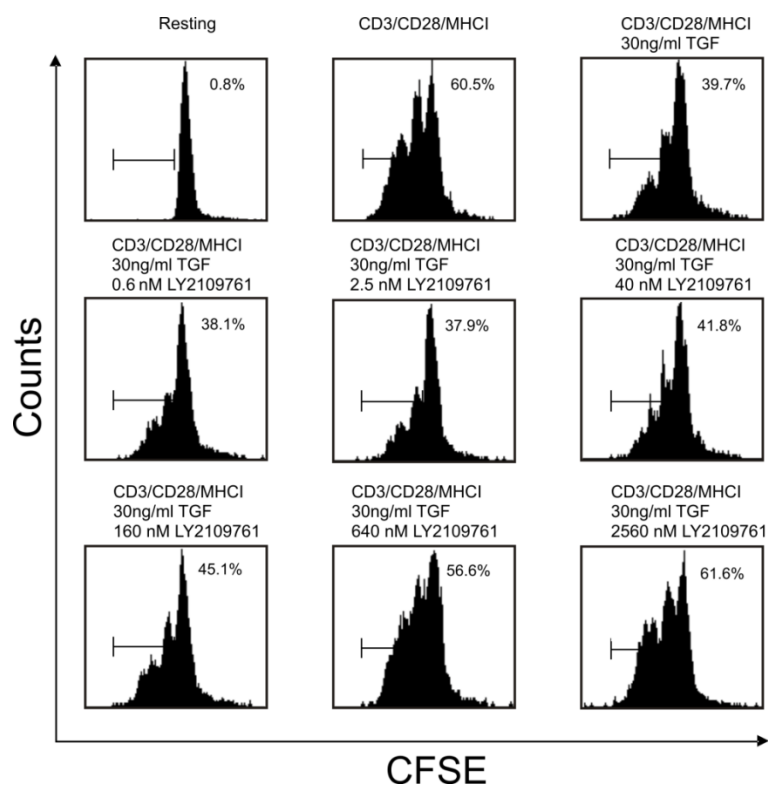 Resting
0.8%
CD3/CD28/MHCI
60.5%
CD3/CD28/MHCI
30ng/ml TGF
39.7%
CD3/CD28/MHCI
30ng/ml TGF
0.6 nM LY2109761
38.1%
CD3/CD28/MHCI
30ng/ml TGF
2.5 nM LY2109761
37.9%
CD3/CD28/MHCI
30ng/ml TGF
40 nM LY2109761
41.8%
CD3/CD28/MHCI
30ng/ml TGF
160 nM LY2109761
45.1%
CD3/CD28/MHCI
30ng/ml TGF
640 nM LY2109761
56.6%
CD3/CD28/MHCI
30ng/ml TGF
2560 nM LY2109761
61.6%
Counts
CFSE